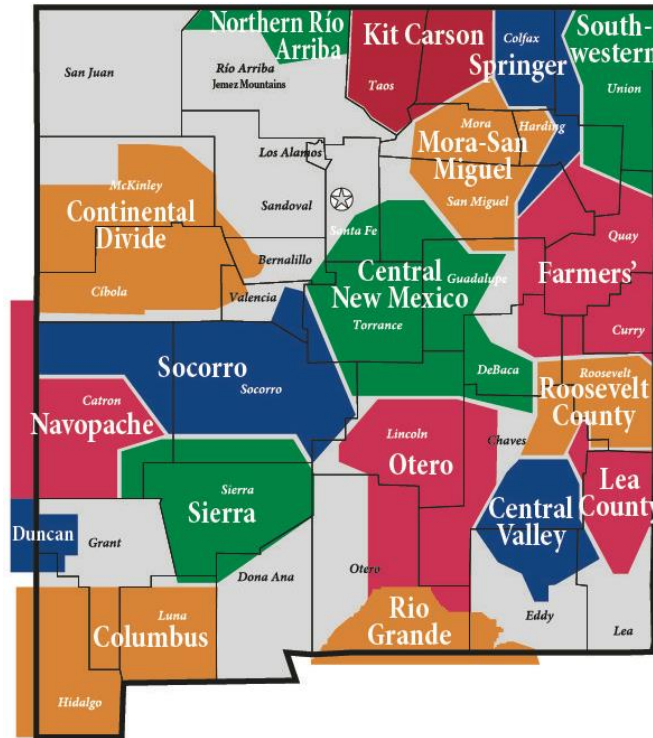 Northern Río
Arriba
Kit Carson
Colfax
Springer
South-
western
San Juan
Río Arriba
Jemez Mountains
Taos
Union
Mora
Harding
Mora-San
Miguel
San Miguel
Los Alamos
McKinley
Continental
Divide
Sandoval
Santa Fe
Quay
Bernalillo
Central
New Mexico
Guadalupe
Farmers'
Cíbola
Valencia
Torrance
Curry
Socorro
Socorro
DeBaca
Roosevelt
Roosevelt
County
Catron
Navopache
Lincoln
Otero
Chaves
Sierra
Sierra
Lea
County
Central
Valley
Duncan
Grant
Dona Ana
Otero
Rio
Grande
Luna
Columbus
Eddy
Lea
Hidalgo